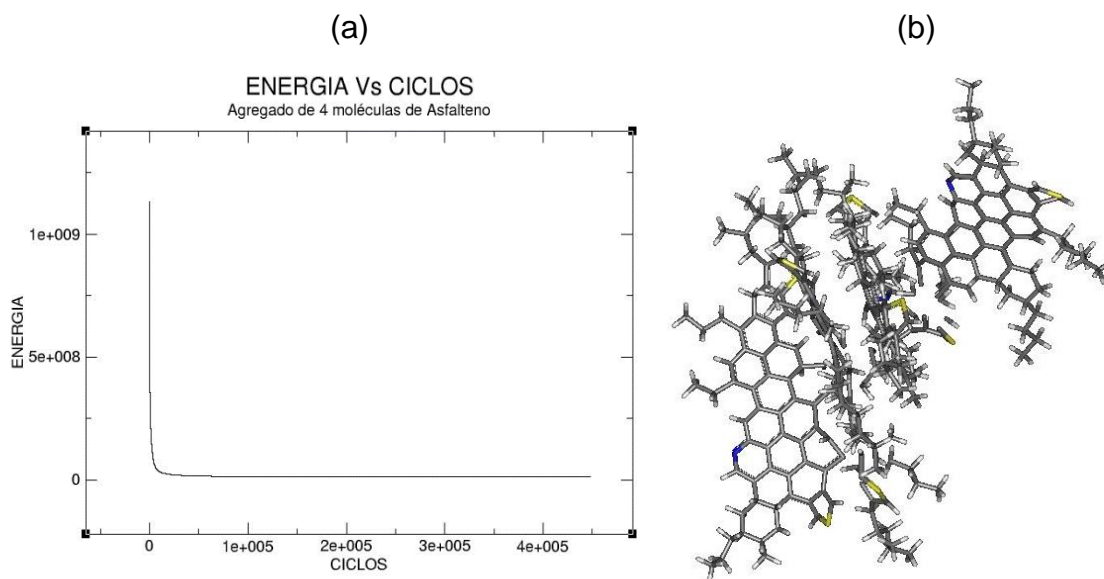 (a)
(b)
ENERGIA Vs CICLOS
Agregado de 4 moléculas de Asfalteno
1e+009
5e+008
0
ENERGIA
0
1e+005
2e+005
3e+005
4e+005
CICLOS